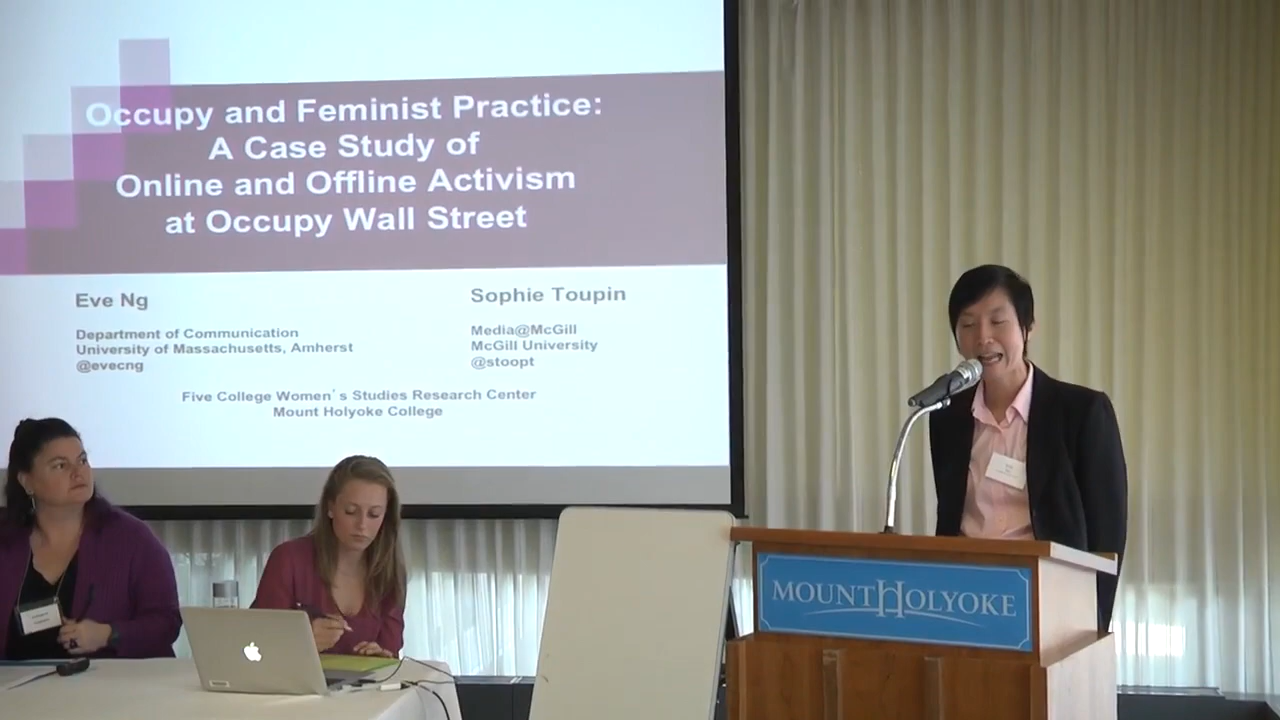 Occupy and Feminist Practice:
A Case Study of
Online and Offline Activism
at Occupy Wall Street
Eve Ng
Department of Communication
University of Massachusetts, Amherst
@evecng
Sophie Toupin
Media@McGill
McGill University
@stoopt
Five College Women's Studies Research Center
Mount Holyoke College
MOUNT HOLYOKE